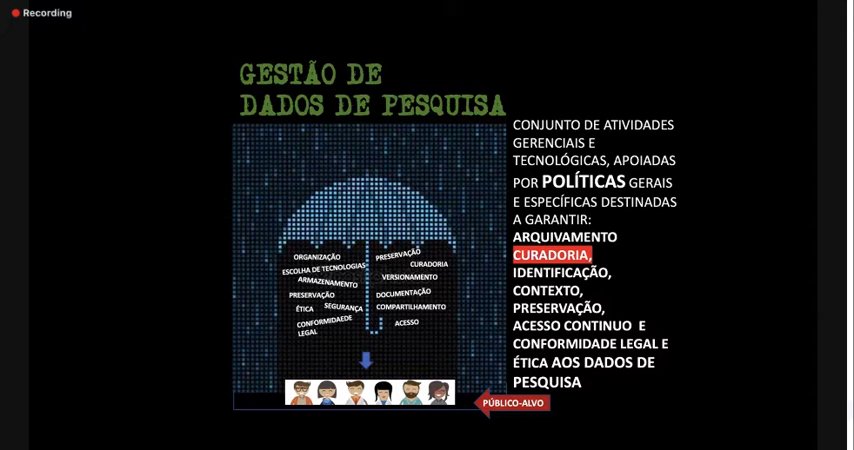 Recording
GESTÃO DE
DADOS DE PESQUISA
CONJUNTO DE ATIVIDADES
GERENCIAIS E
TECNOLÓGICAS, APOIADAS
POR POLÍTICAS GERAIS
E ESPECÍFICAS DESTINADAS
A GARANTIR:
ARQUIVAMENTO
CURADORIA,
IDENTIFICAÇÃO,
CONTEXTO,
PRESERVAÇÃO,
ACESSO CONTINUO E
CONFORMIDADE LEGAL E
ÉTICA AOS DADOS DE
PESQUISA
ORGANIZAÇÃO
ESCOLHA DE TECNOLOGIAS
ARMAZENAMENTO
PRESERVAÇÃO
ÉTICA
SEGURANÇA
CONFORMIDAEDE
LEGAL
PRESERVAÇÃO
CURADORIA
VERSIONAMENTO
DOCUMENTAÇÃO
COMPARTILHAMENTO
ACESSO
PÚBLICO-ALVO